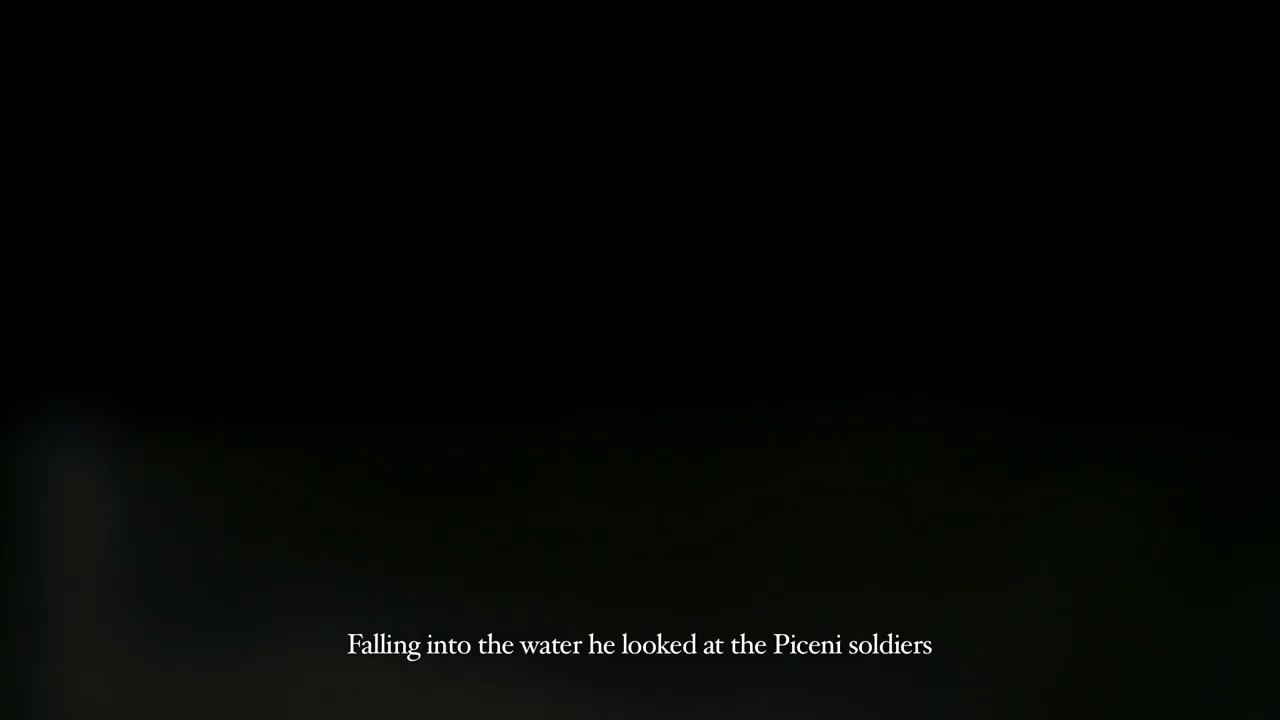 Falling into the water he looked at the Piceni soldiers